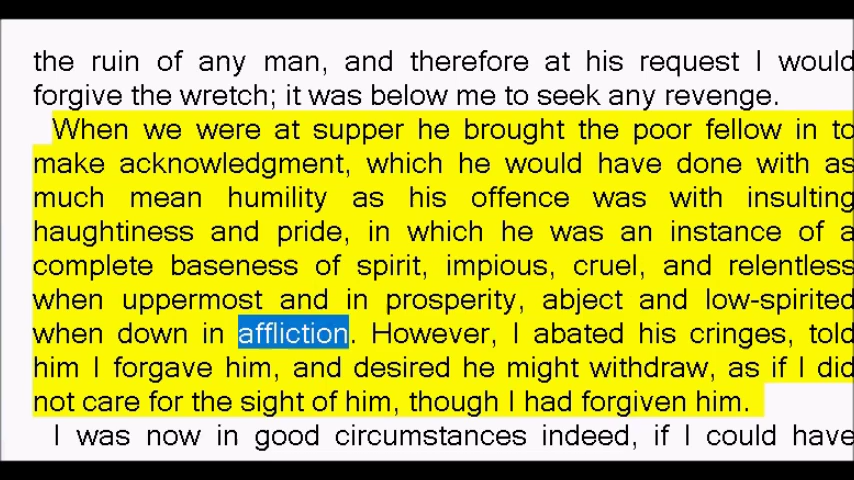 the ruin of any man, and therefore at his request I would
forgive the wretch; it was below me to seek any revenge.
When we were at supper he brought the poor fellow in to
make acknowledgment, which he would have done with as
much mean humility as his offence was with insulting
haughtiness and pride, in which he was an instance of a
complete baseness of spirit, impious, cruel, and relentless
when uppermost and in prosperity, abject and low-spirited
when down in affliction. However, I abated his cringes, told
him I forgave him, and desired he might withdraw, as if I did
not care for the sight of him, though I had forgiven him.
I was now in good circumstances indeed, if I could have